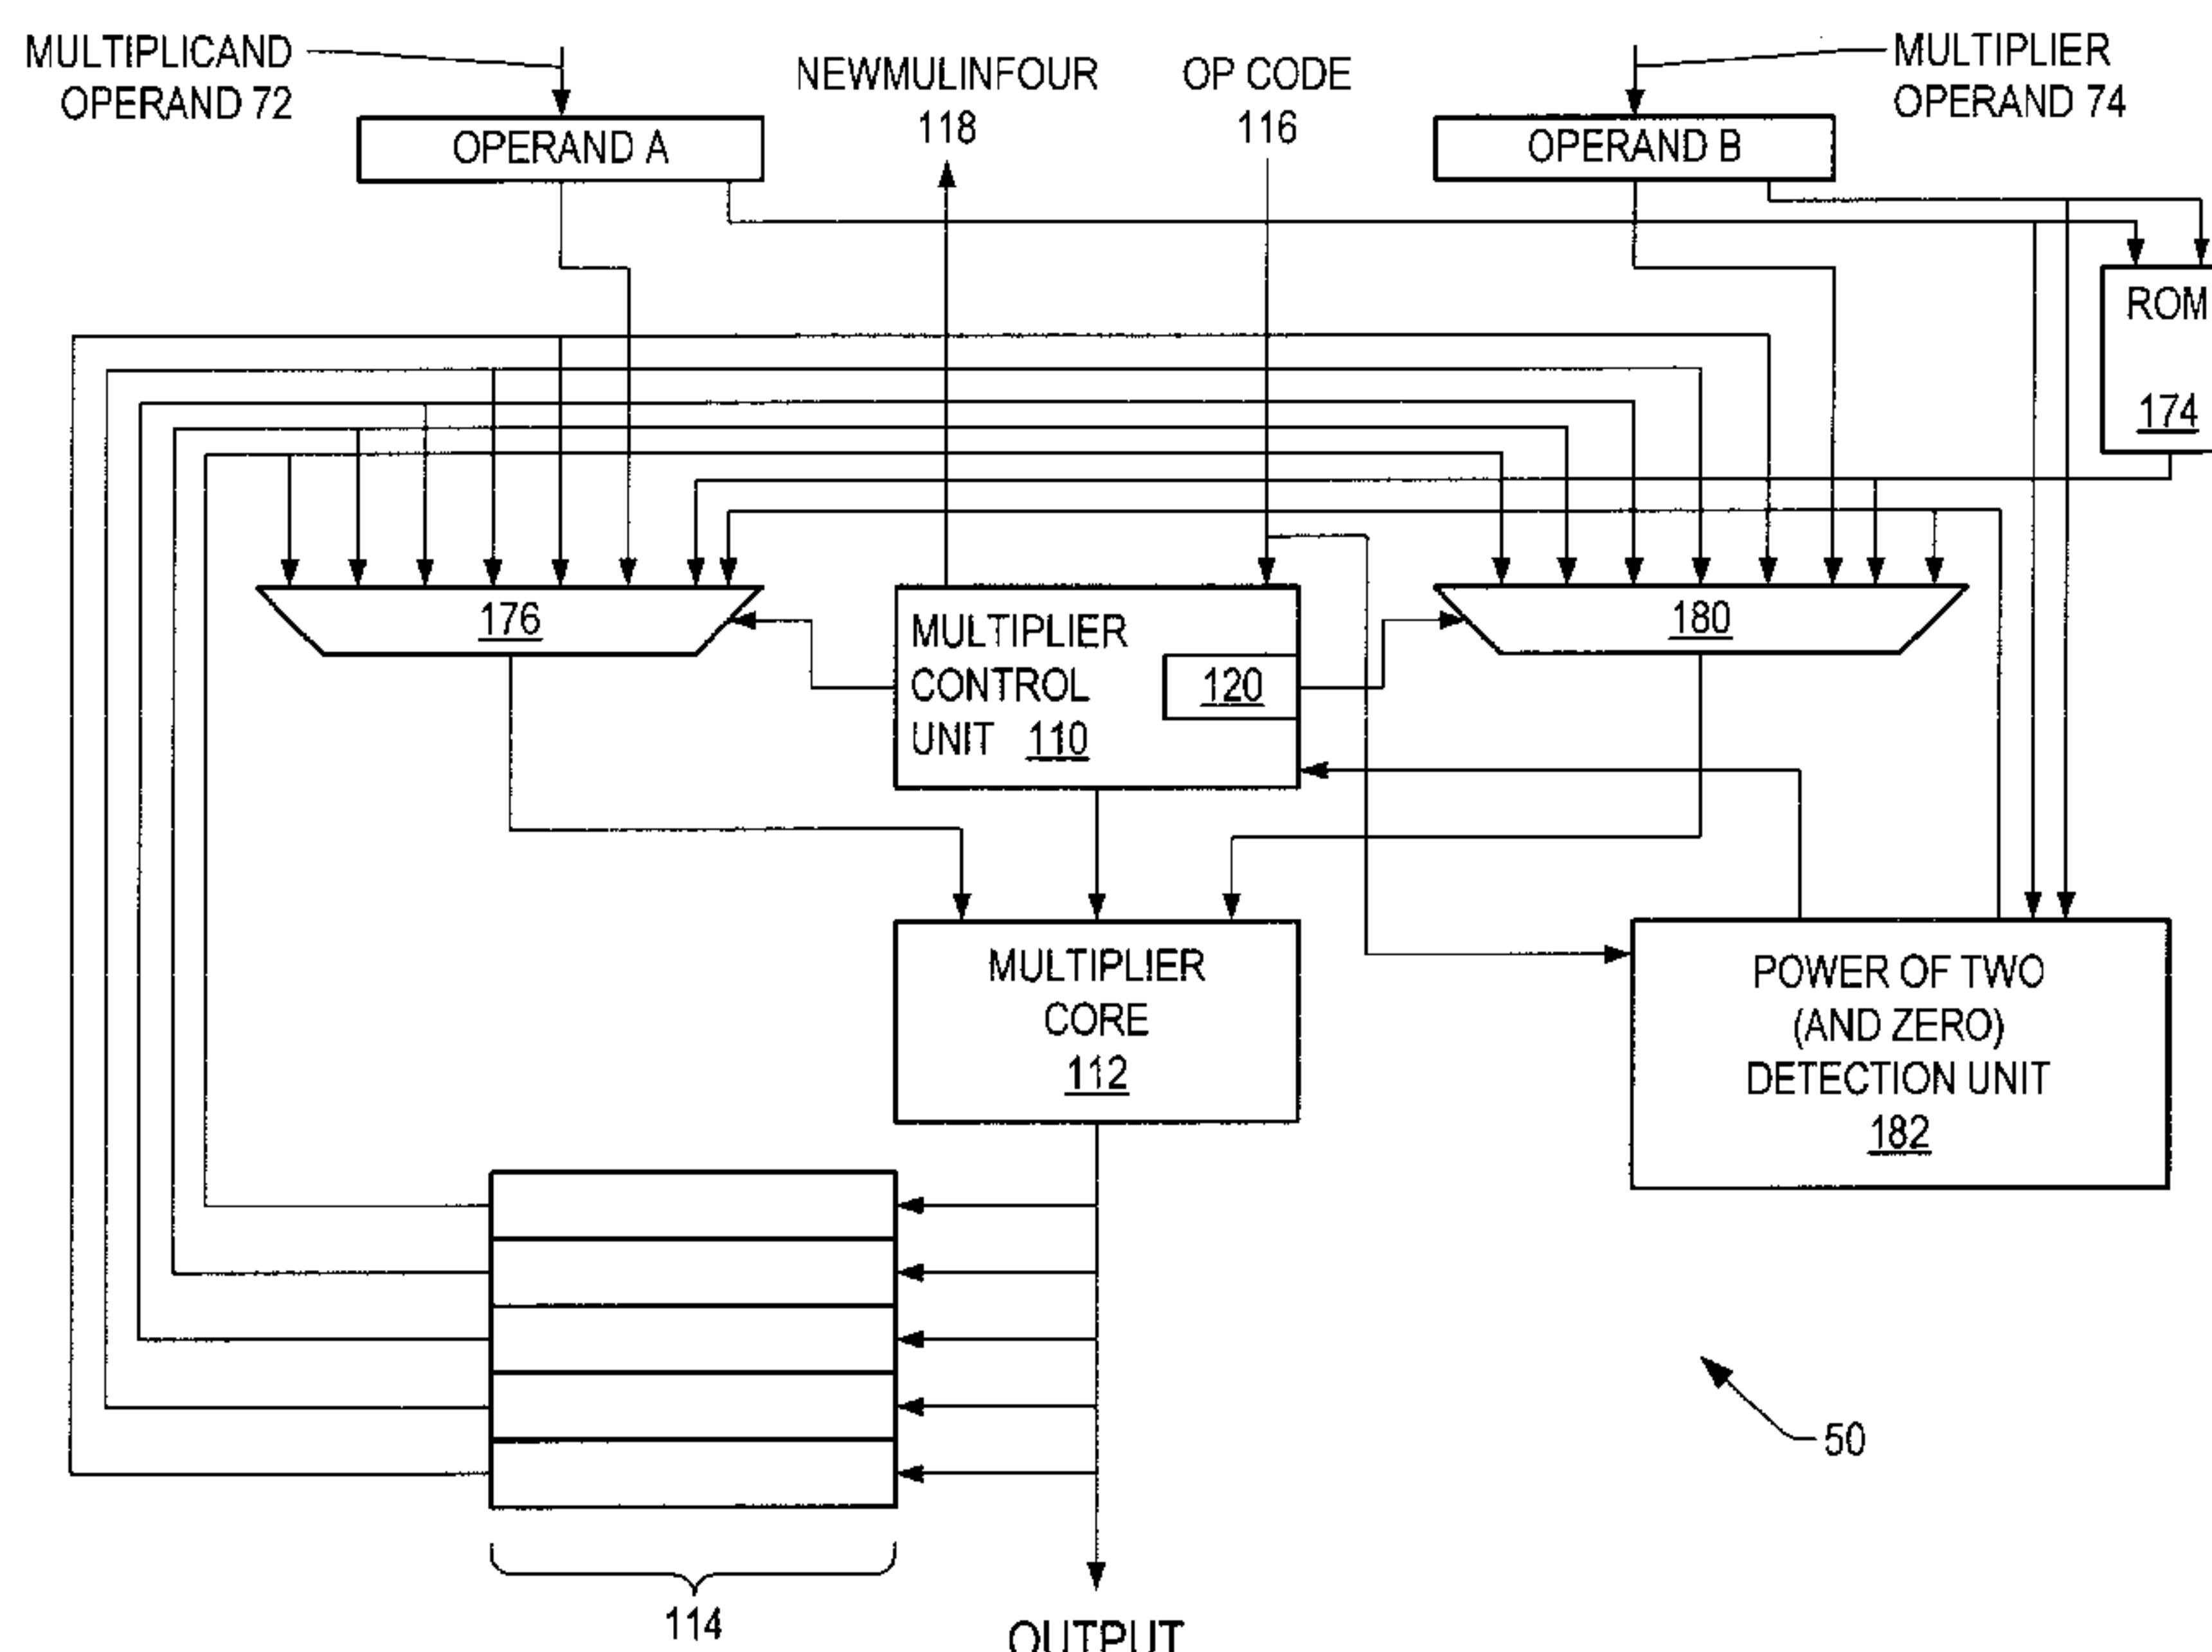 MULTIPLICAND
OPERAND 72
NEWMULINFOUR
118
OP CODE
116
MULTIPLIER
OPERAND 74
OPERAND A
OPERAND B
ROM
174
176
MULTIPLIER
CONTROL
UNIT 110
120
180
MULTIPLIER
CORE
112
POWER OF TWO
(AND ZERO)
DETECTION UNIT
182
50
114
OUTPUT